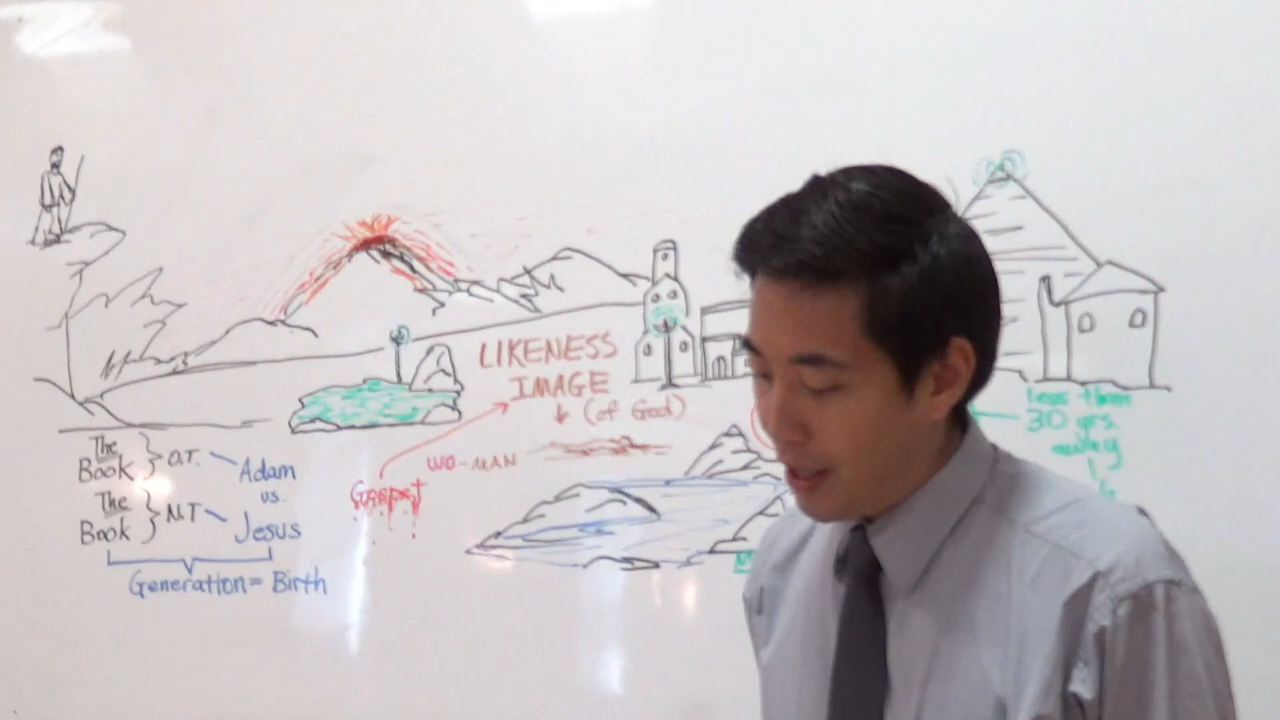 The
Book
O.T.
Adam
vs.
The
Book
N.T
Jesus
Generation = Birth
LIKENESS
IMAGE
(of God)
WO-MAN
Gospel
less than
30 yrs.